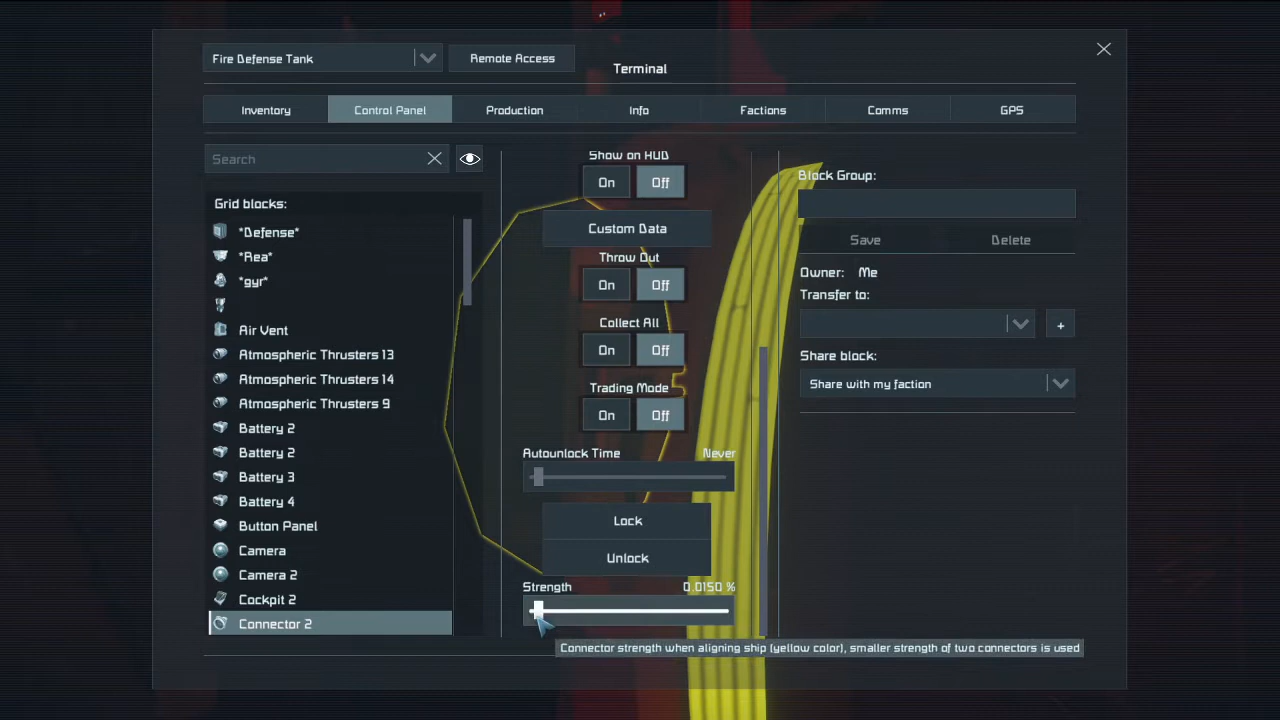 Fire Defense Tank
Remote Access
Terminal
Inventory
Control Panel
Production
Info
Factions
Comms
GPS
Search
Grid blocks:
*Defense*
*Rea*
*gyr*
Air Vent
Atmospheric Thrusters 13
Atmospheric Thrusters 14
Atmospheric Thrusters 9
Battery 2
Battery 2
Battery 3
Battery 4
Button Panel
Camera
Camera 2
Cockpit 2
Connector 2
Show on HUD
On Off
Custom Data
Throw Out
On Off
Collect All
On Off
Trading Mode
On Off
Autounlock Time Never
Lock
Unlock
Strength 0.0150 %
Connector strength when aligning ship (yellow color), smaller strength of two connectors is used
Block Group:
Save Delete
Owner: Me
Transfer to:
+
Share block:
Share with my faction